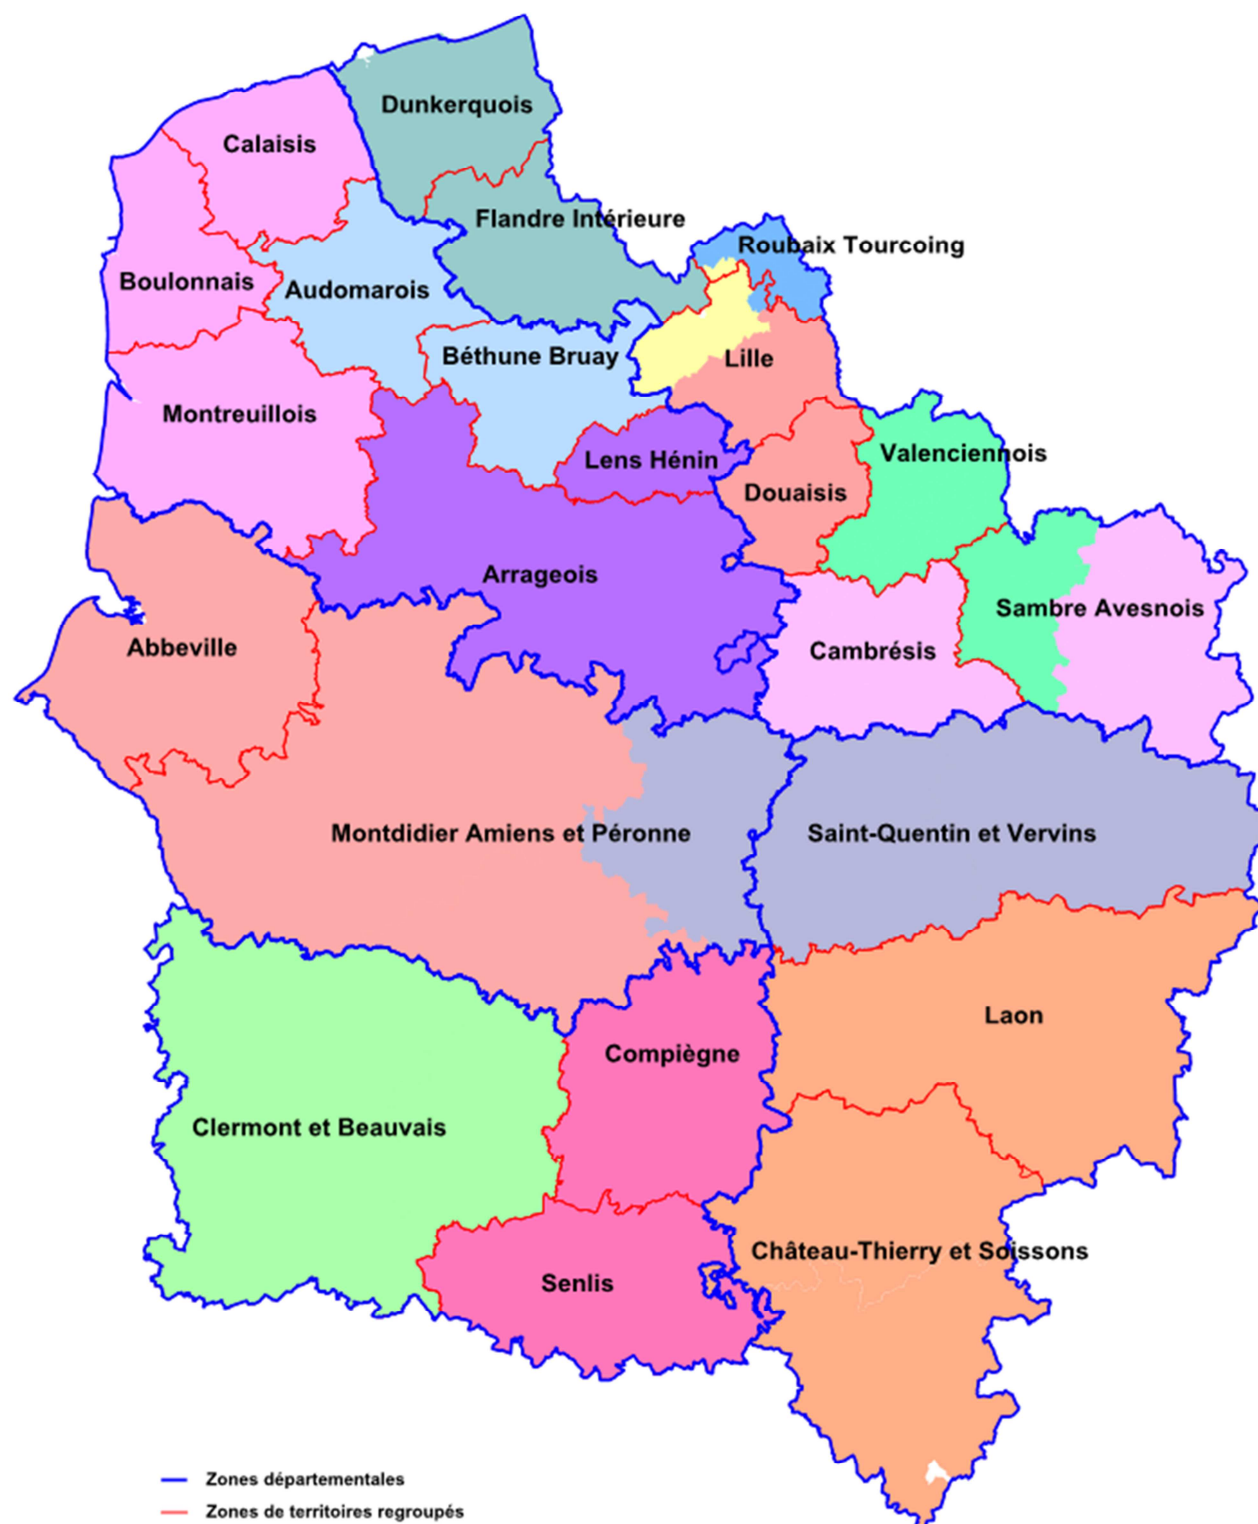 Dunkerquois
Calaisis
Flandre Intérieure
Roubaix Tourcoing
Boulonnais
Audomarois
Béthune Bruay
Lille
Montreuillois
Valenciennois
Lens Hénin
Douaisis
Arrageois
Sambre Avesnois
Abbeville
Cambrésis
Montdidier Amiens et Péronne
Saint-Quentin et Vervins
Laon
Compiègne
Clermont et Beauvais
Château-Thierry et Soissons
Senlis
Zones départementales
Zones de territoires regroupés